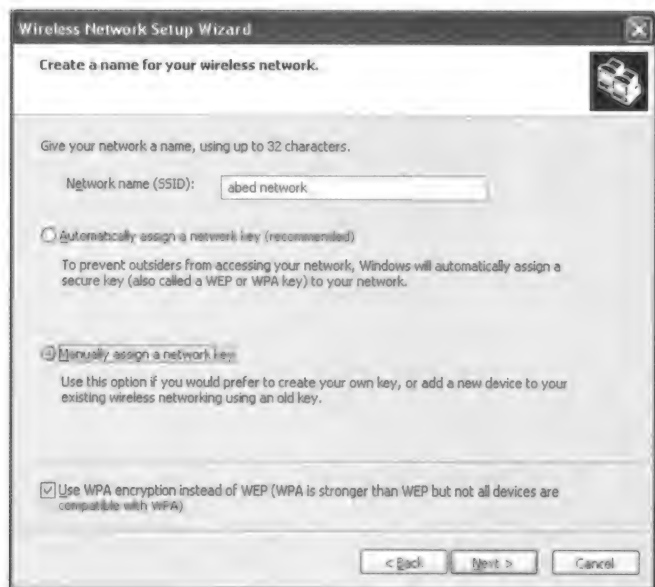 Wireless Network Setup Wizard
Create a name for your wireless network.
Give your network a name, using up to 32 characters.
Network name (SSID): abed network
Automatically assign a network key (recommended)
To prevent outsiders from accessing your network, Windows will automatically assign a
secure key (also called a WEP or WPA key) to your network.
Manually assign a network key
Use this option if you would prefer to create your own key, or add a new device to your
existing wireless networking using an old key.
Use WPA encryption instead of WEP (WPA is stronger than WEP but not all devices are
compatible with WPA)
< Back Next > Cancel